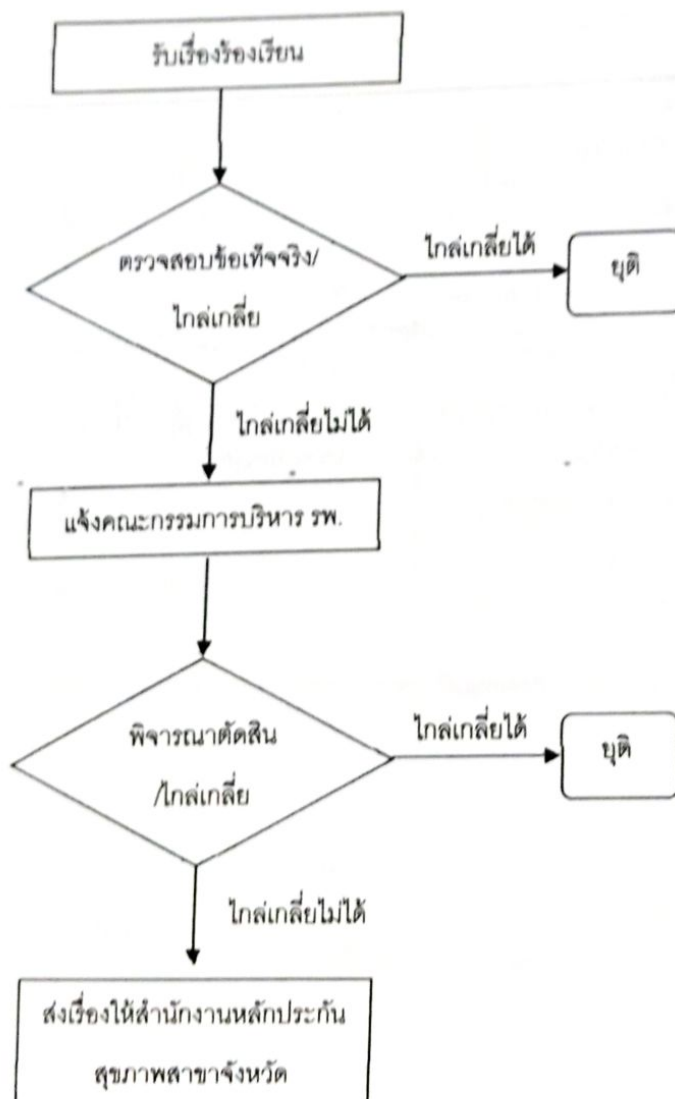 รับเรื่องร้องเรียน
ตรวจสอบข้อเท็จจริง/
ไกล่เกลี่ย
ไกล่เกลี่ยได้
ยุติ
ไกล่เกลี่ยไม่ได้
แจ้งคณะกรรมการบริหาร รพ.
พิจารณาตัดสิน
/ไกล่เกลี่ย
ไกล่เกลี่ยได้
ยุติ
ไกล่เกลี่ยไม่ได้
ส่งเรื่องให้สำนักงานหลักประกัน
สุขภาพสาขาจังหวัด